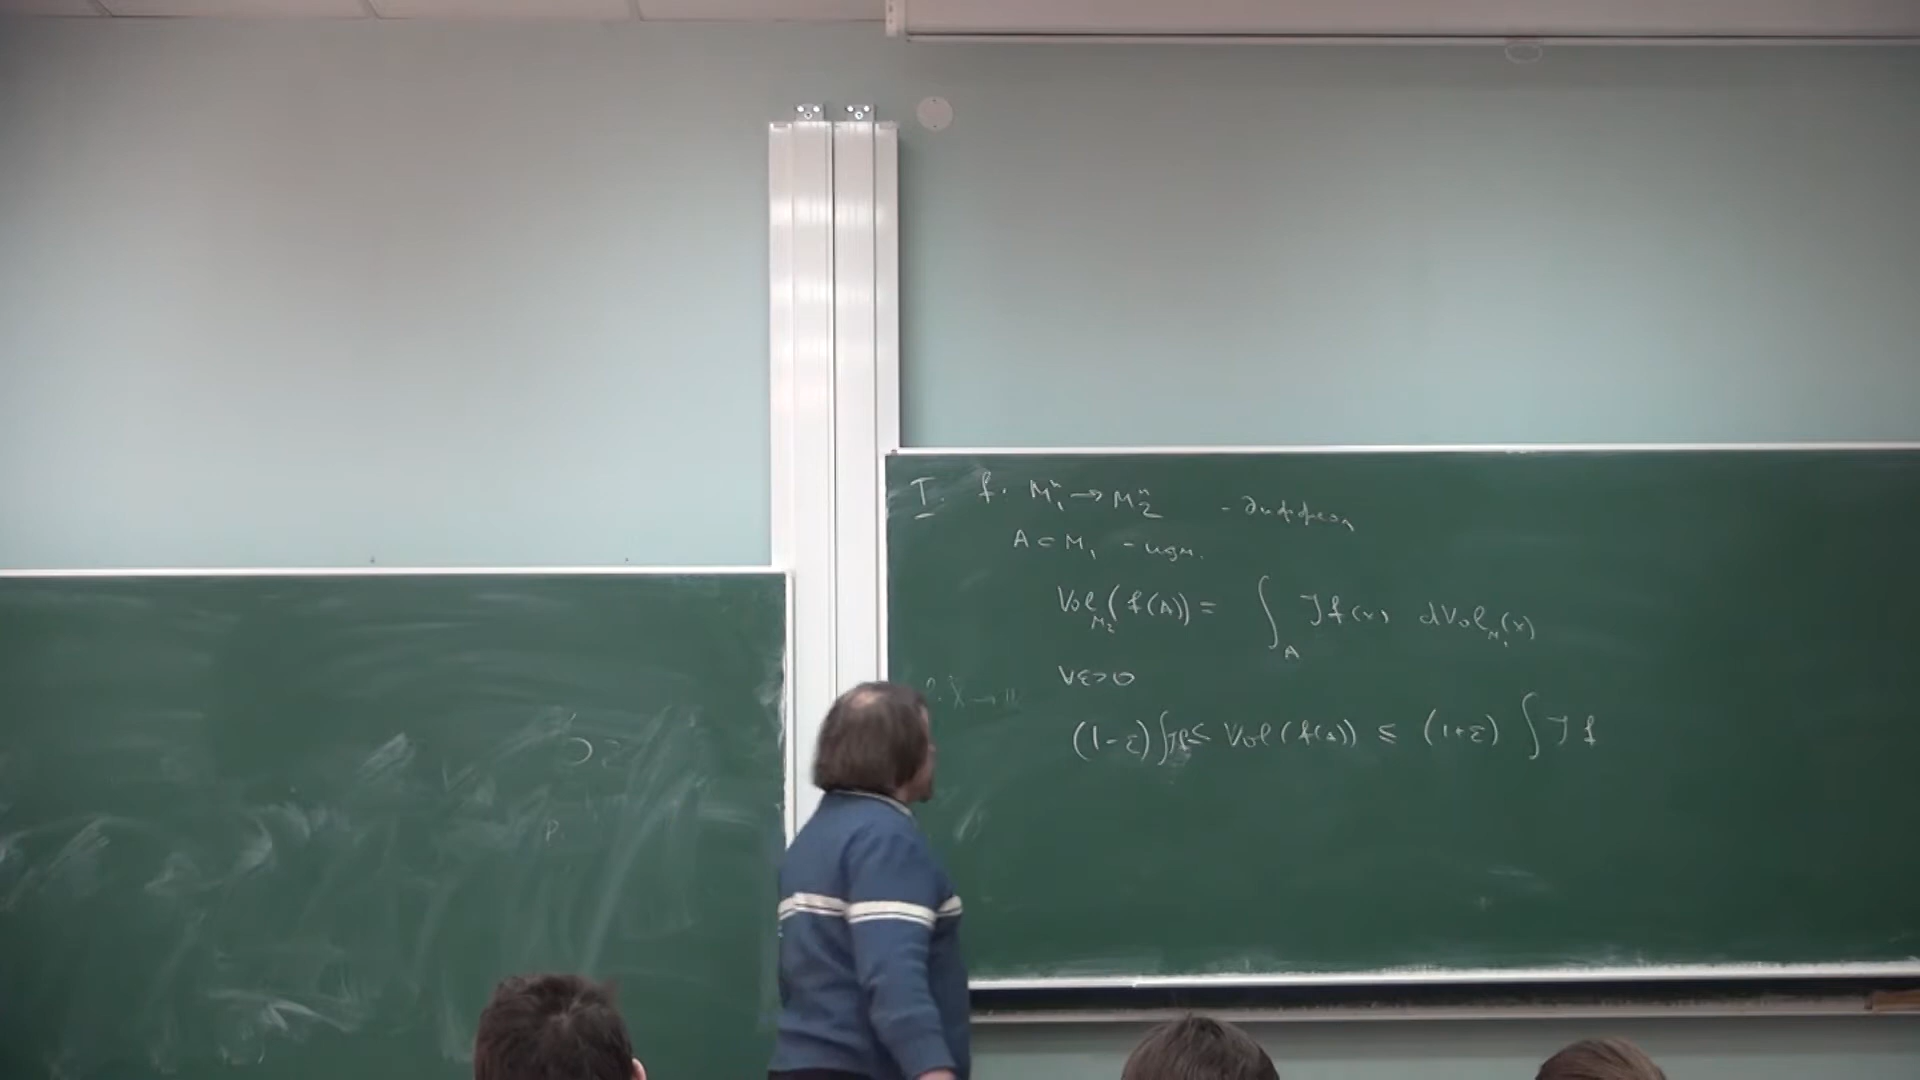 T. f: M₁ⁿ → M₂ⁿ - диффеом
A ⊂ M₁ - изм.
Vol_{M₂}(f(A)) = ∫_A Jf(x) dVol_{M₁}(x)
∀ε>0
(1-ε)∫Jf ≤ Vol(f(A)) ≤ (1+ε) ∫Jf